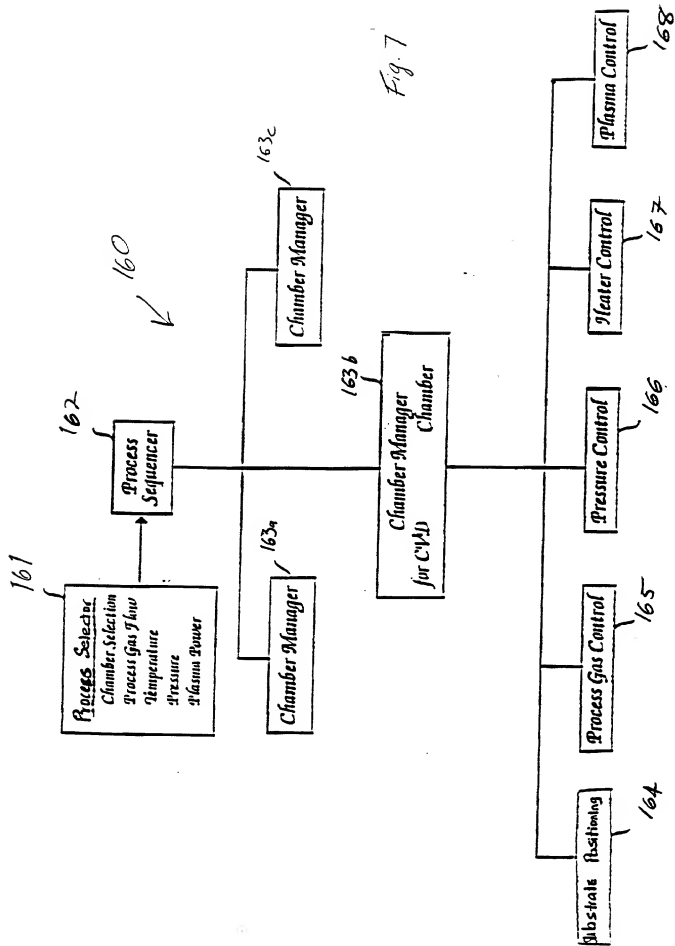 Fig. 7
160
161
Process Selector
Chamber Selection
Process Gas Flow
Temperature
Pressure
Plasma Power
162
Process
Sequencer
163a
Chamber Manager
163c
Chamber Manager
163b
Chamber Manager
for CVD Chamber
Substrate Positioning
164
Process Gas Control
165
Pressure Control
166
Heater Control
167
Plasma Control
168